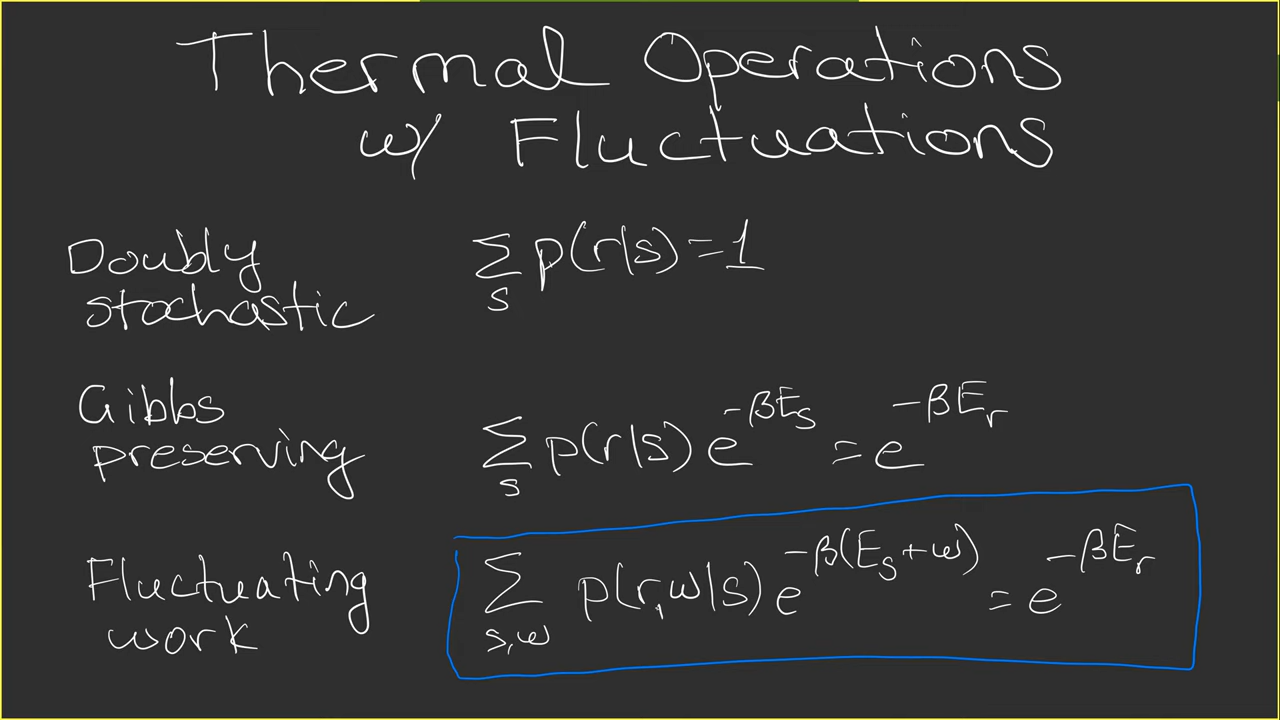 Thermal Operations
w/ Fluctuations
Doubly
stochastic
∑_s p(r|s) = 1
Gibbs
preserving
∑_s p(r|s) e^{-βE_s} = e^{-βE_r}
Fluctuating
work
∑_{s,w} p(r,w|s) e^{-β(E_s+w)} = e^{-βE_r}